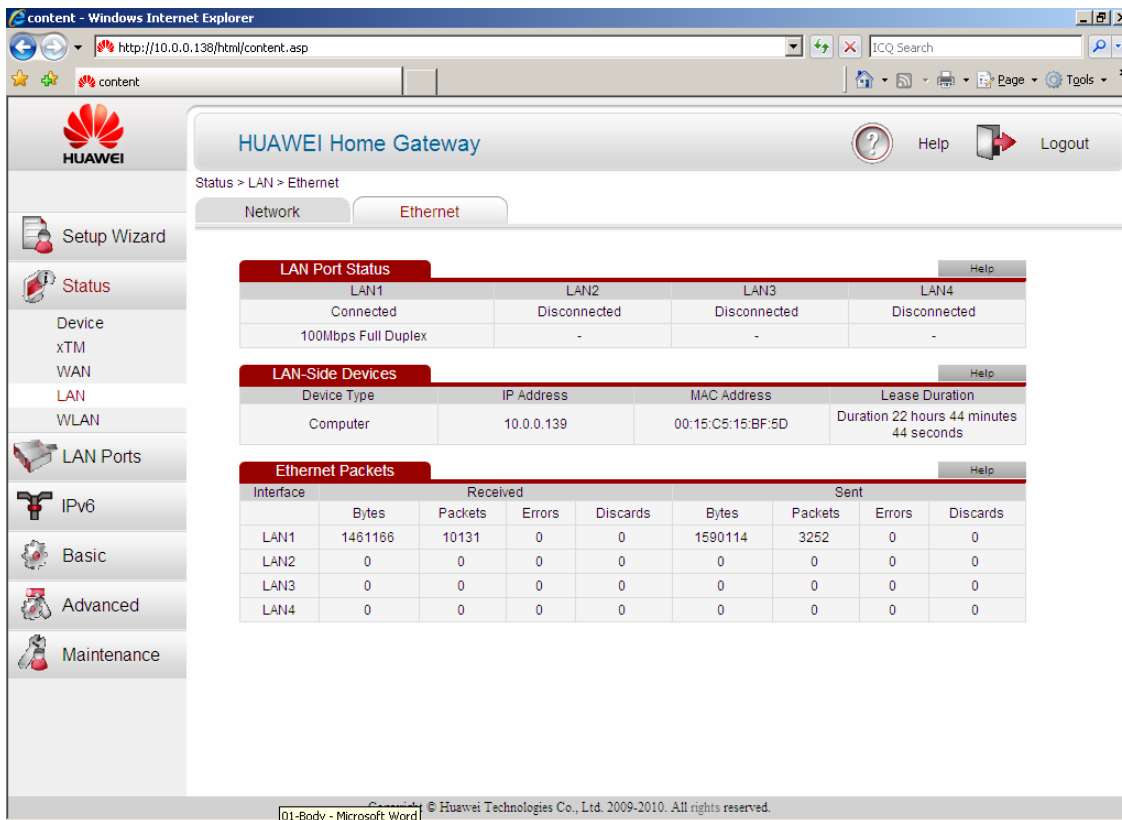 content - Windows Internet Explorer
http://10.0.0.138/html/content.asp
ICQ Search
content
Page
Tools
HUAWEI
HUAWEI Home Gateway
Help
Logout
Status > LAN > Ethernet
Network
Ethernet
Setup Wizard
Status
Device
xTM
WAN
LAN
WLAN
LAN Ports
IPv6
Basic
Advanced
Maintenance
LAN Port Status
Help
LAN1 LAN2 LAN3 LAN4
Connected Disconnected Disconnected Disconnected
100Mbps Full Duplex - - -
LAN-Side Devices
Help
Device Type IP Address MAC Address Lease Duration
Computer 10.0.0.139 00:15:C5:15:BF:5D Duration 22 hours 44 minutes
44 seconds
Ethernet Packets
Help
Interface Received Sent
Bytes Packets Errors Discards Bytes Packets Errors Discards
LAN1 1461166 10131 0 0 1590114 3252 0 0
LAN2 0 0 0 0 0 0 0 0
LAN3 0 0 0 0 0 0 0 0
LAN4 0 0 0 0 0 0 0 0
© Huawei Technologies Co., Ltd. 2009-2010. All rights reserved.
01-Body - Microsoft Word